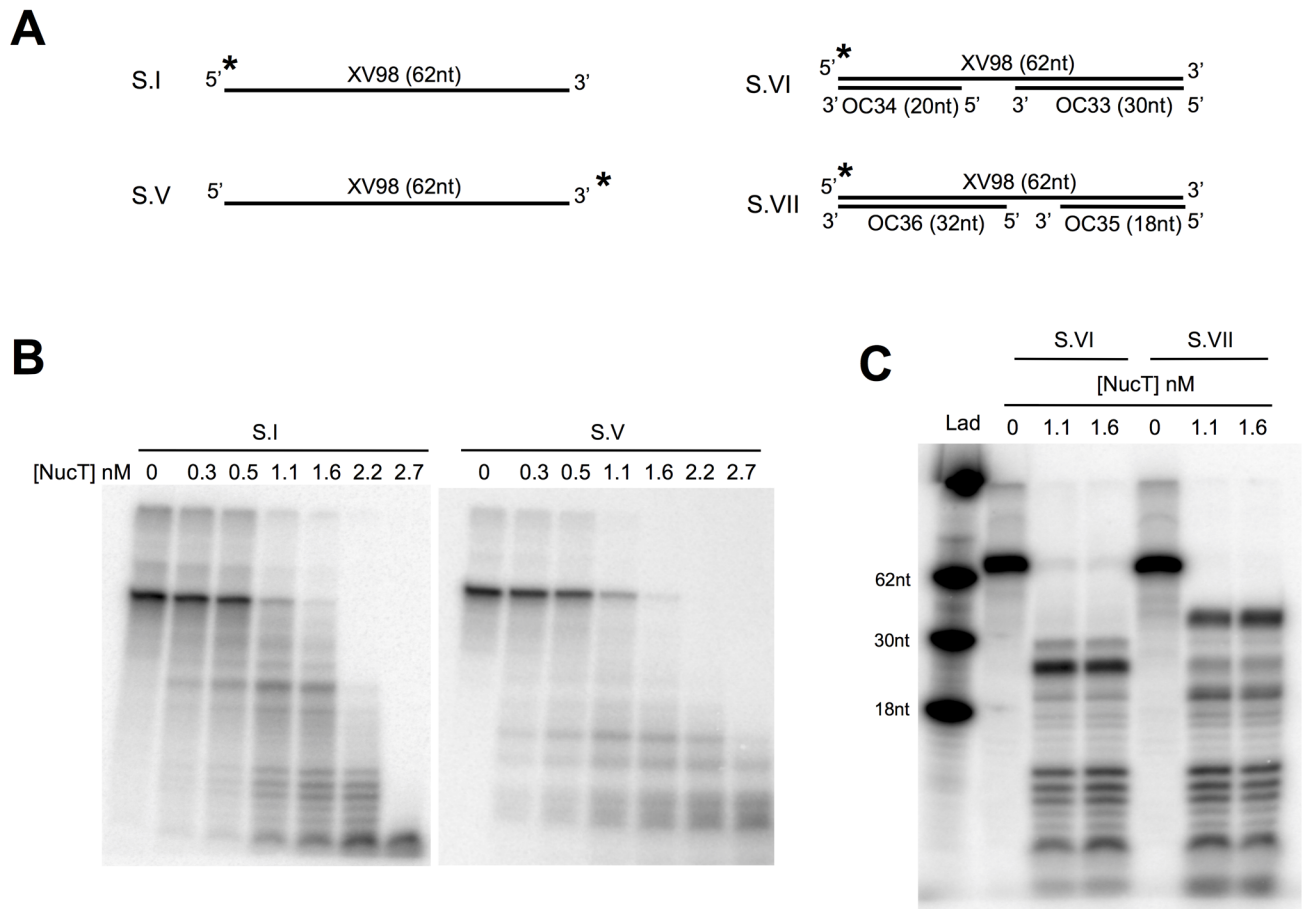 A
S.I 5’ * XV98 (62nt) 3’
S.V 5’ XV98 (62nt) 3’ *
S.VI 5’ * XV98 (62nt) 3’
3’ OC34 (20nt) 5’ 3’ OC33 (30nt) 5’
S.VII 5’ * XV98 (62nt) 3’
3’ OC36 (32nt) 5’ 3’ OC35 (18nt) 5’
B
S.I S.V
[NucT] nM 0 0.3 0.5 1.1 1.6 2.2 2.7 0 0.3 0.5 1.1 1.6 2.2 2.7
C
S.VI S.VII
[NucT] nM
Lad 0 1.1 1.6 0 1.1 1.6
62nt
30nt
18nt